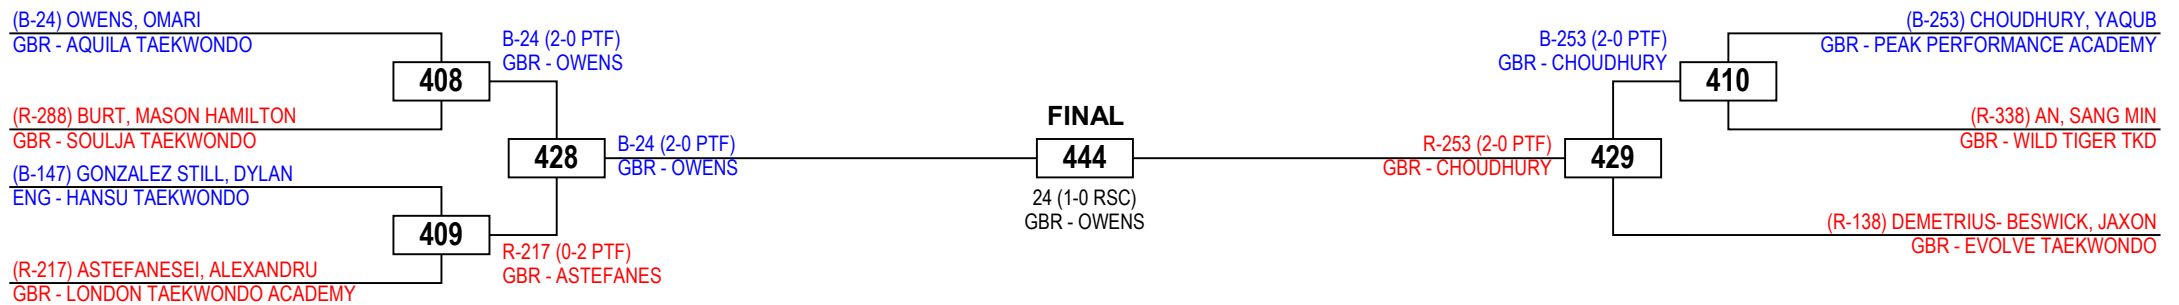 (B-24) OWENS, OMARI
GBR - AQUILA TAEKWONDO
408
(R-288) BURT, MASON HAMILTON
GBR - SOULJA TAEKWONDO
(B-147) GONZALEZ STILL, DYLAN
ENG - HANSU TAEKWONDO
409
(R-217) ASTEFANESEI, ALEXANDRU
GBR - LONDON TAEKWONDO ACADEMY
B-24 (2-0 PTF)
GBR - OWENS
428
R-217 (0-2 PTF)
GBR - ASTEFANES
B-24 (2-0 PTF)
GBR - OWENS
FINAL
444
24 (1-0 RSC)
GBR - OWENS
R-253 (2-0 PTF)
GBR - CHOUDHURY
429
B-253 (2-0 PTF)
GBR - CHOUDHURY
410
(B-253) CHOUDHURY, YAQUB
GBR - PEAK PERFORMANCE ACADEMY
(R-338) AN, SANG MIN
GBR - WILD TIGER TKD
(R-138) DEMETRIUS- BESWICK, JAXON
GBR - EVOLVE TAEKWONDO